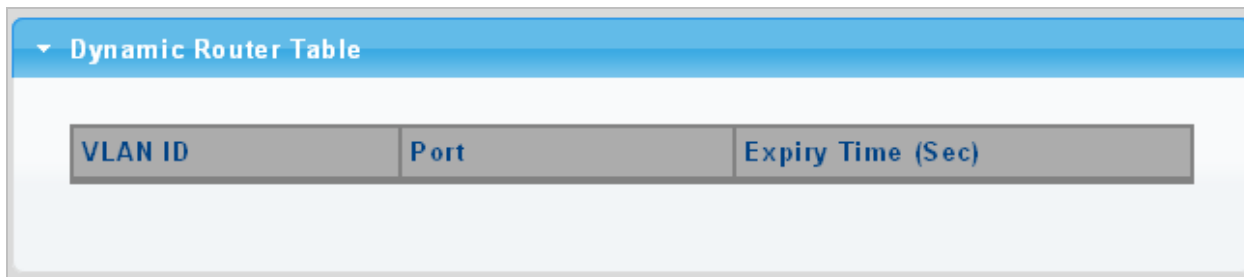 Dynamic Router Table
VLAN ID Port Expiry Time (Sec)